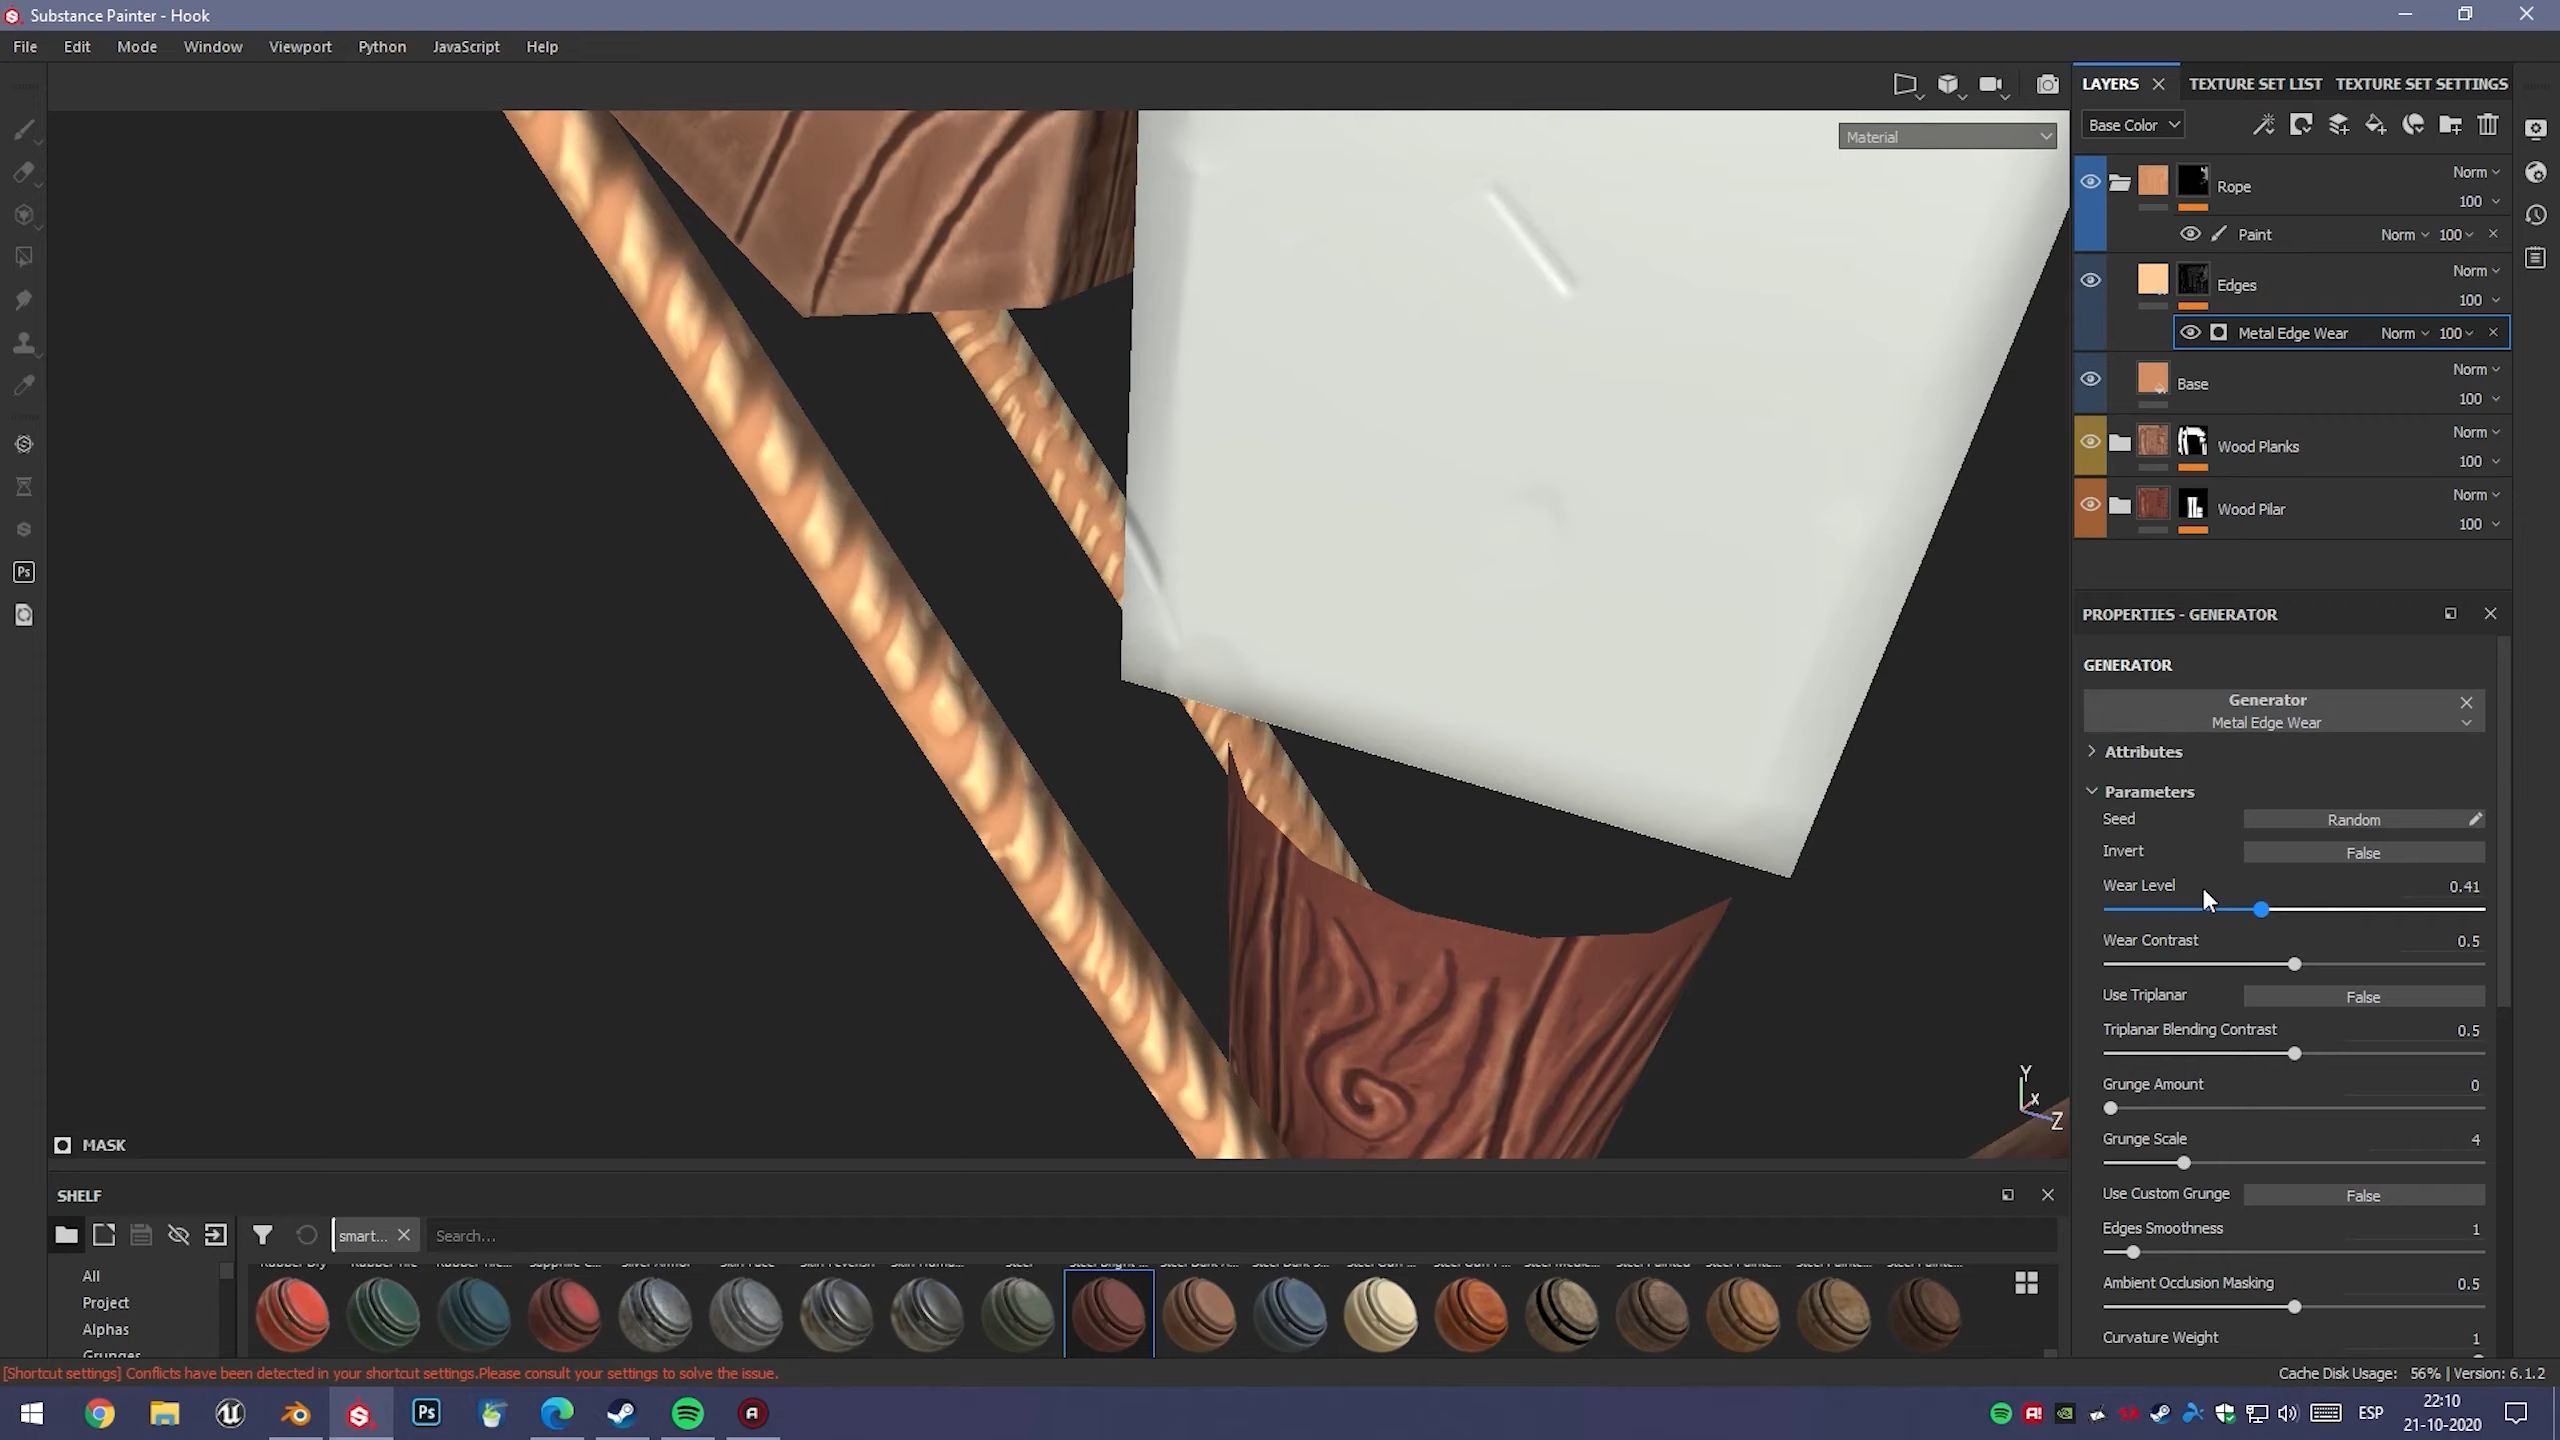 Substance Painter - Hook
File Edit Mode Window Viewport Python JavaScript Help
Material
LAYERS TEXTURE SET LIST TEXTURE SET SETTINGS
Base Color
Rope Norm
100
Paint Norm 100
Edges Norm
100
Metal Edge Wear Norm 100
Base Norm
100
Wood Planks Norm
100
Wood Pilar Norm
100
PROPERTIES - GENERATOR
GENERATOR
Generator
Metal Edge Wear
Attributes
Parameters
Seed Random
Invert False
Wear Level 0.41
Wear Contrast 0.5
Use Triplanar False
Triplanar Blending Contrast 0.5
Grunge Amount 0
Grunge Scale 4
Use Custom Grunge False
Edges Smoothness 1
Ambient Occlusion Masking 0.5
Curvature Weight 1
Y
X
Z
MASK
SHELF
smart... Search...
All
Project
Alphas
Grunges
Ps
[Shortcut settings] Conflicts have been detected in your shortcut settings.Please consult your settings to solve the issue.
Cache Disk Usage: 56% | Version: 6.1.2
Ps
ESP
22:10
21-10-2020